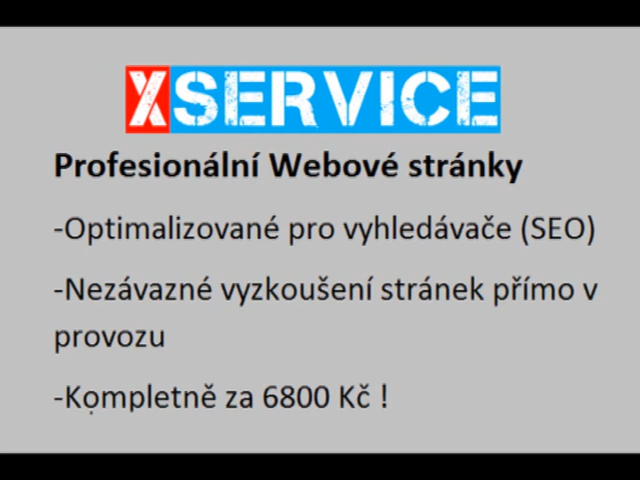 XSERVICE
Profesionální Webové stránky
-Optimalizované pro vyhledávače (SEO)
-Nezávazné vyzkoušení stránek přímo v
provozu
-Kompletně za 6800 Kč !